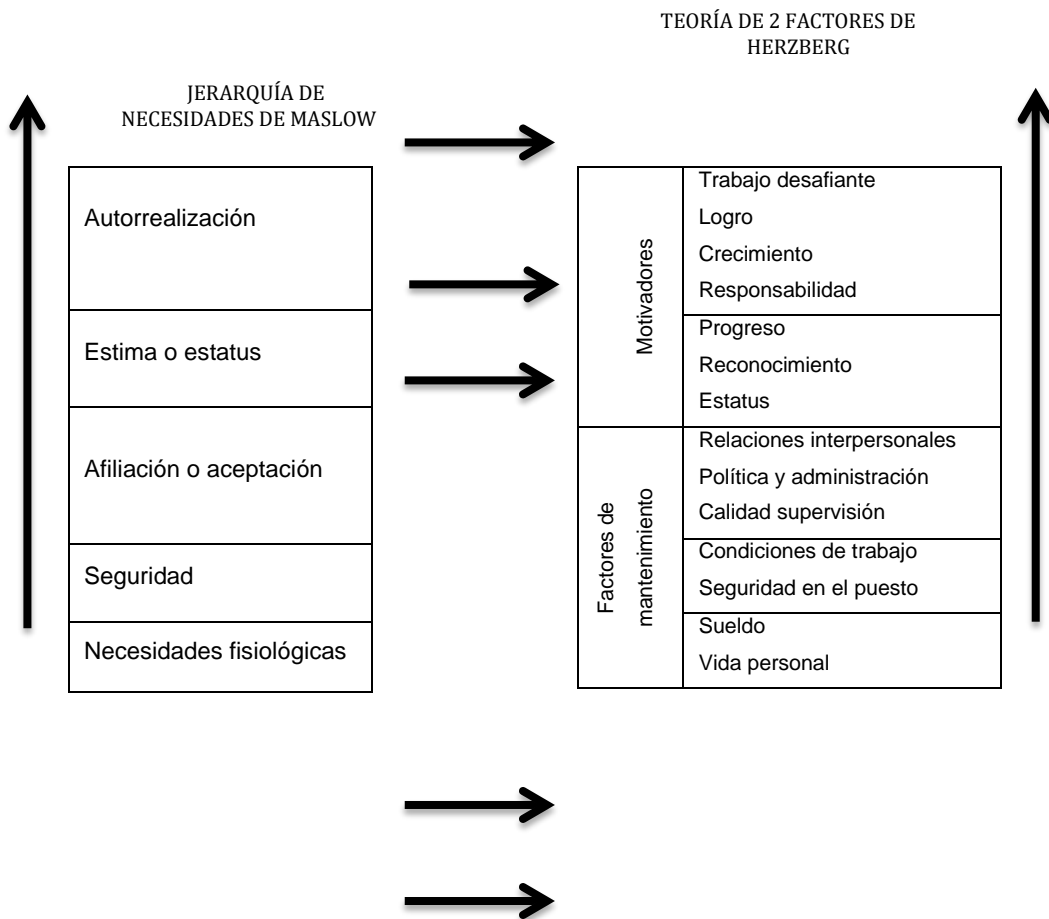 TEORÍA DE 2 FACTORES DE
HERZBERG
JERARQUÍA DE
NECESIDADES DE MASLOW
Autorrealización
Estima o estatus
Afiliación o aceptación
Seguridad
Necesidades fisiológicas
Motivadores
Trabajo desafiante
Logro
Crecimiento
Responsabilidad
Progreso
Reconocimiento
Estatus
Factores de
mantenimiento
Relaciones interpersonales
Política y administración
Calidad supervisión
Condiciones de trabajo
Seguridad en el puesto
Sueldo
Vida personal